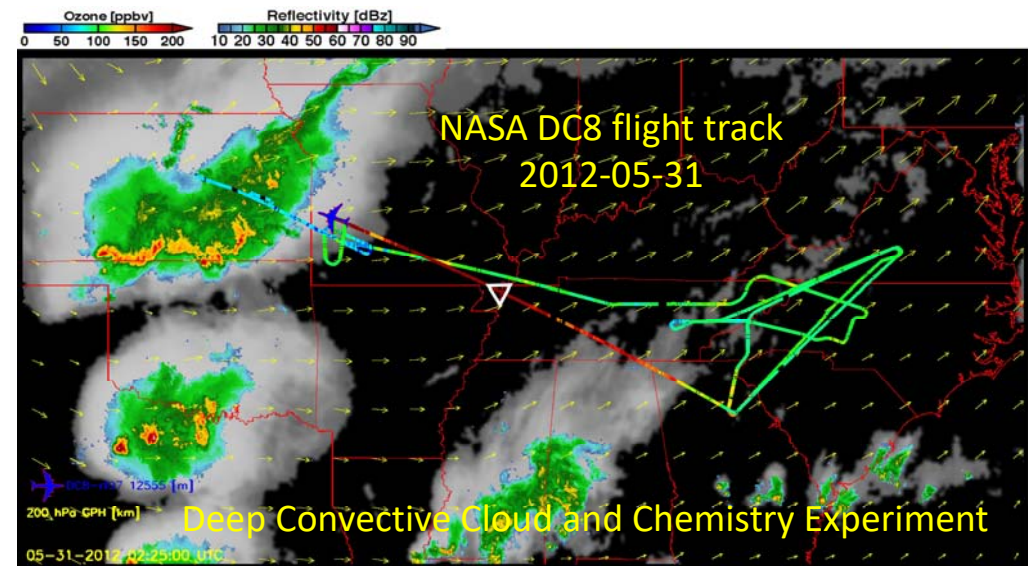 Ozone [ppbv] Reflectivity [dBz]
0 50 100 150 200 10 20 30 40 50 60 70 80 90
NASA DC8 flight track
2012-05-31
12555 [m]
200 hPa GPH [km]
Deep Convective Cloud and Chemistry Experiment
05-31-2012 02:25:00 UTC